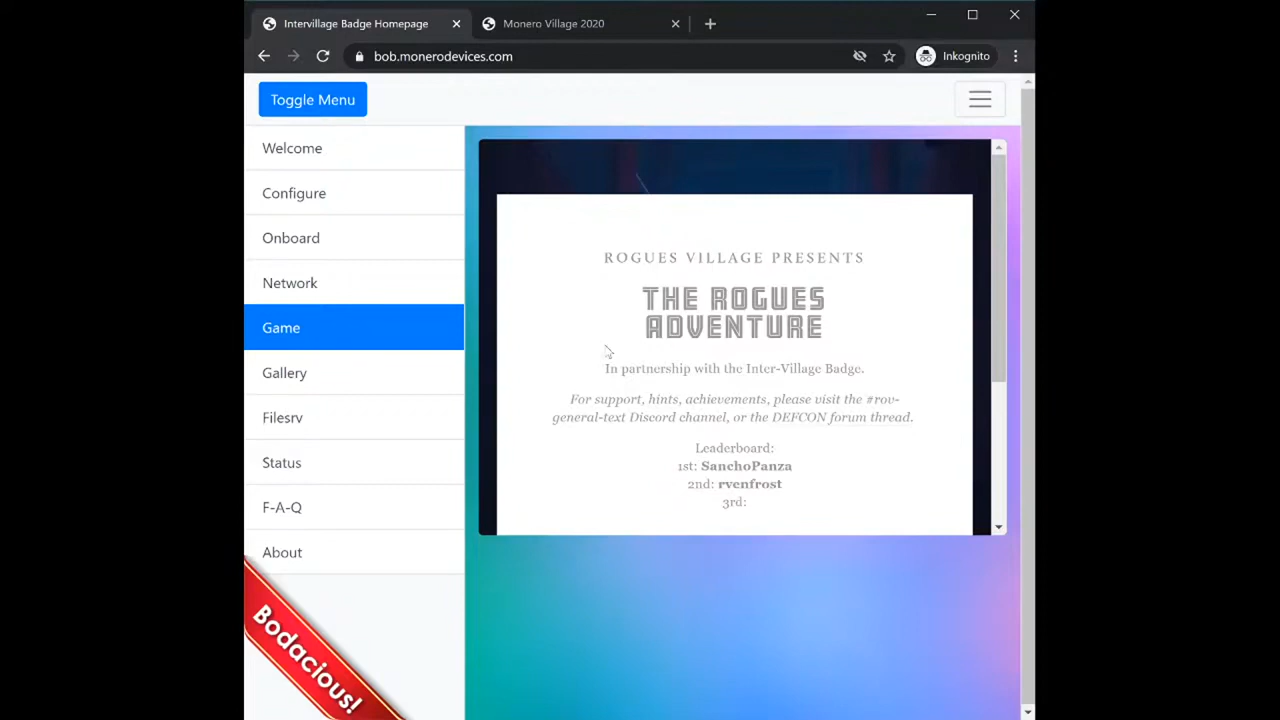 Intervillage Badge Homepage
Monero Village 2020
bob.monerodevices.com
Inkognito
Toggle Menu
Welcome
Configure
Onboard
Network
Game
Gallery
Filesrv
Status
F-A-Q
About
Bodacious!
ROGUES VILLAGE PRESENTS
THE ROGUES
ADVENTURE
In partnership with the Inter-Village Badge.
For support, hints, achievements, please visit the #rov-
general-text Discord channel, or the DEFCON forum thread.
Leaderboard:
1st: SanchoPanza
2nd: rvenfrost
3rd: